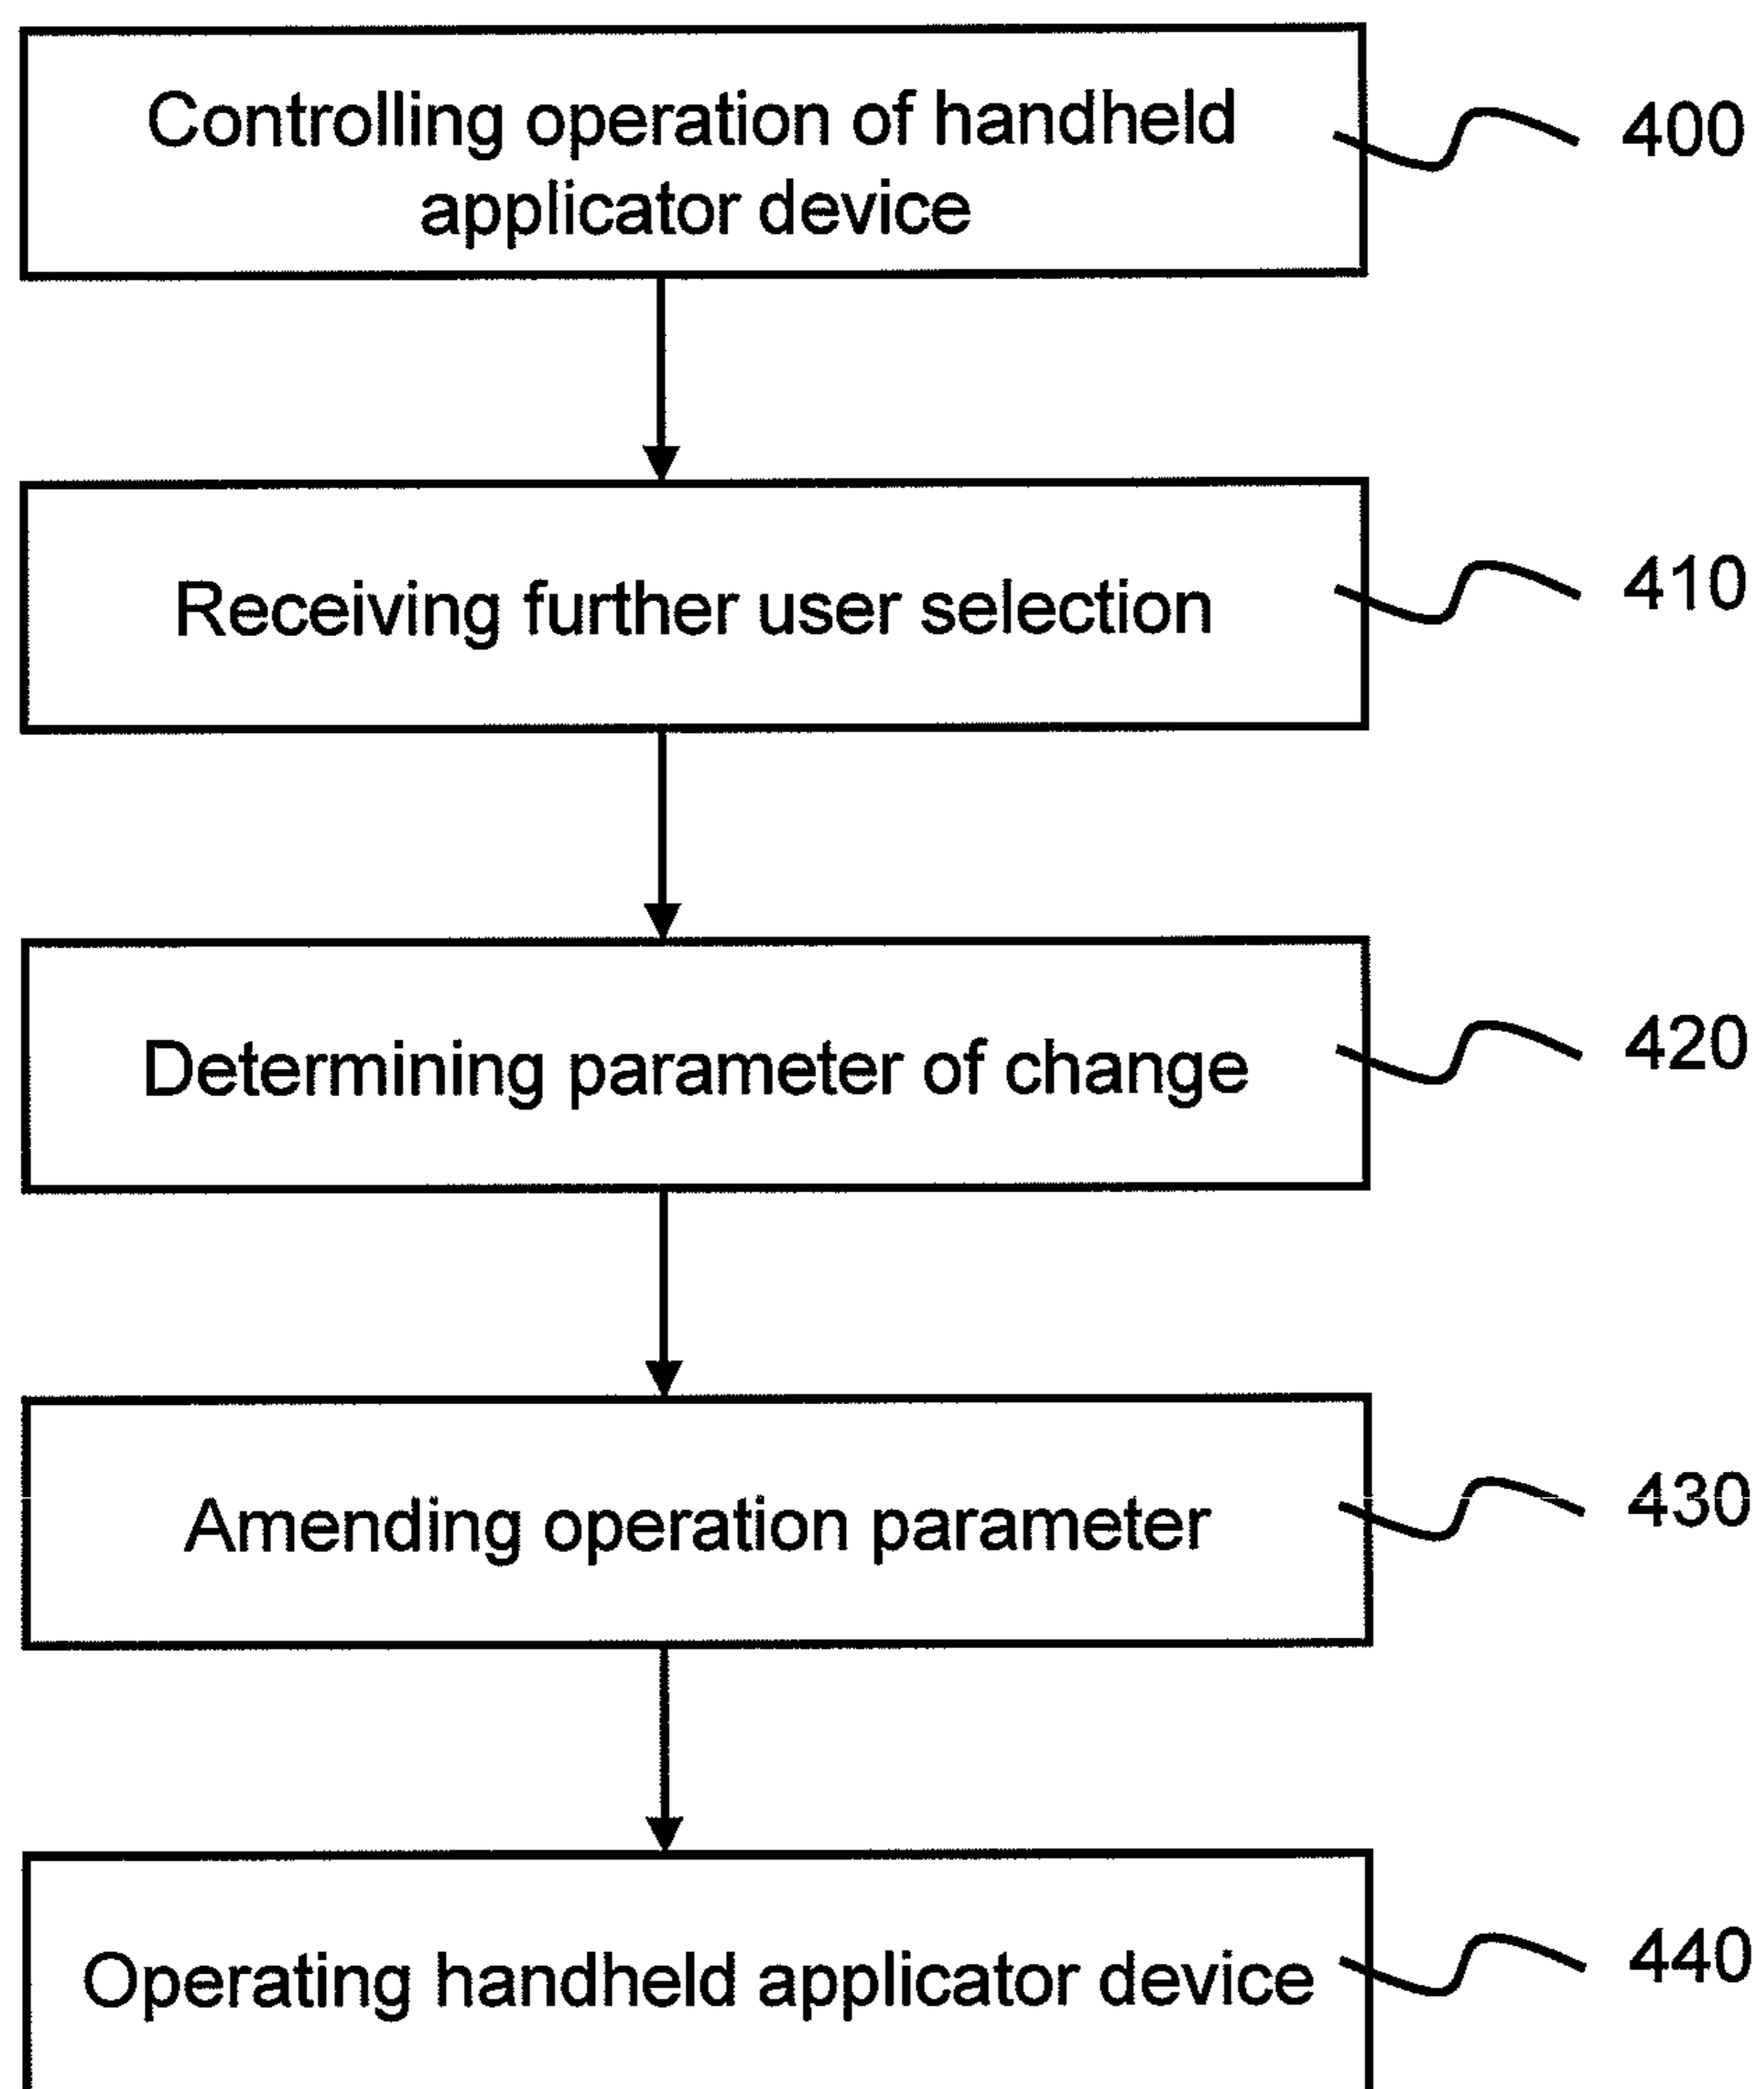 Controlling operation of handheld
applicator device
400
Receiving further user selection
410
Determining parameter of change
420
Amending operation parameter
430
Operating handheld applicator device
440